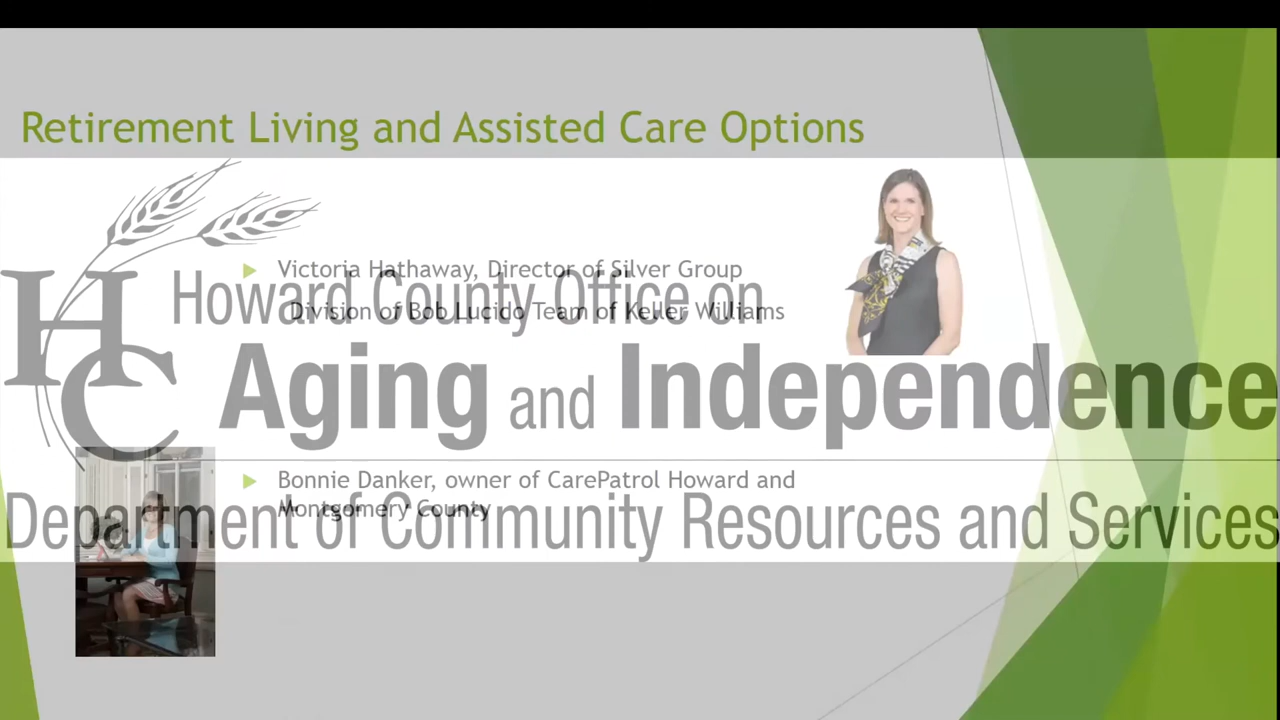 Retirement Living and Assisted Care Options
Victoria Hathaway, Director of Silver Group
Division of Bob Lucido Team of Keller Williams
Bonnie Danker, owner of CarePatrol Howard and
Montgomery County
HC
Howard County Office on
Aging and Independence
Department of Community Resources and Services